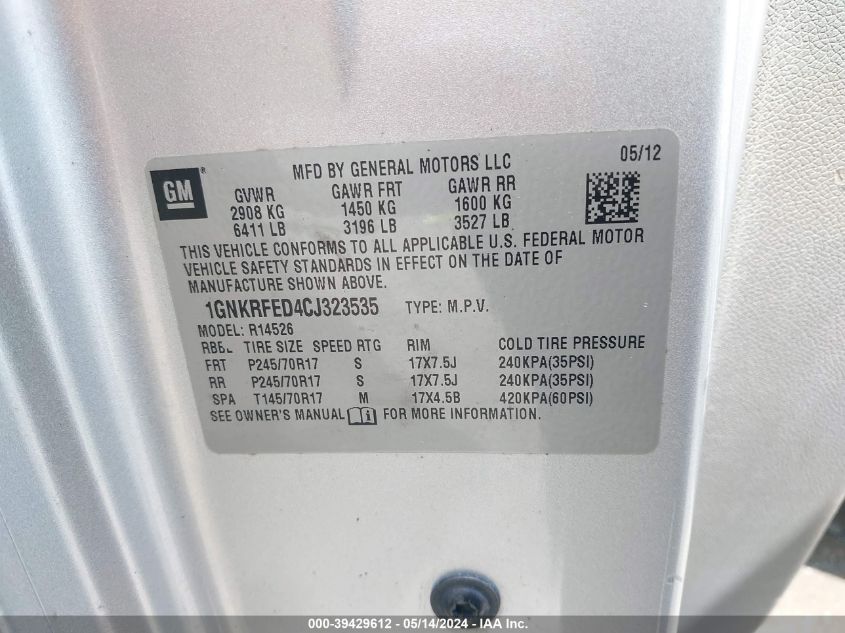 GM
MFD BY GENERAL MOTORS LLC 05/12
GVWR GAWR FRT GAWR RR
2908 KG 1450 KG 1600 KG
6411 LB 3196 LB 3527 LB
THIS VEHICLE CONFORMS TO ALL APPLICABLE U.S. FEDERAL MOTOR
VEHICLE SAFETY STANDARDS IN EFFECT ON THE DATE OF
MANUFACTURE SHOWN ABOVE.
1GNKRFED4CJ323535 TYPE: M.P.V.
MODEL: R14526
TIRE SIZE SPEED RTG RIM COLD TIRE PRESSURE
FRT P245/70R17 S 17X7.5J 240KPA(35PSI)
RR P245/70R17 S 17X7.5J 240KPA(35PSI)
SPA T145/70R17 M 17X4.5B 420KPA(60PSI)
SEE OWNER'S MANUAL FOR MORE INFORMATION.
000-39429612 - 05/14/2024 - IAA Inc.